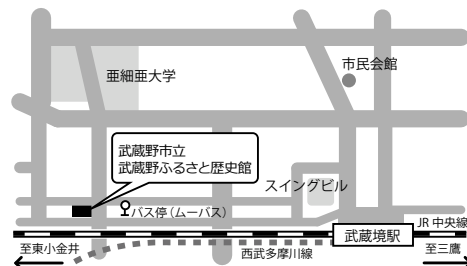 亜細亜大学
市民会館
武蔵野市立
武蔵野ふるさと歴史館
スイングビル
バス停(ムーバス)
JR 中央線
武蔵境駅
至東小金井
西武多摩川線
至三鷹